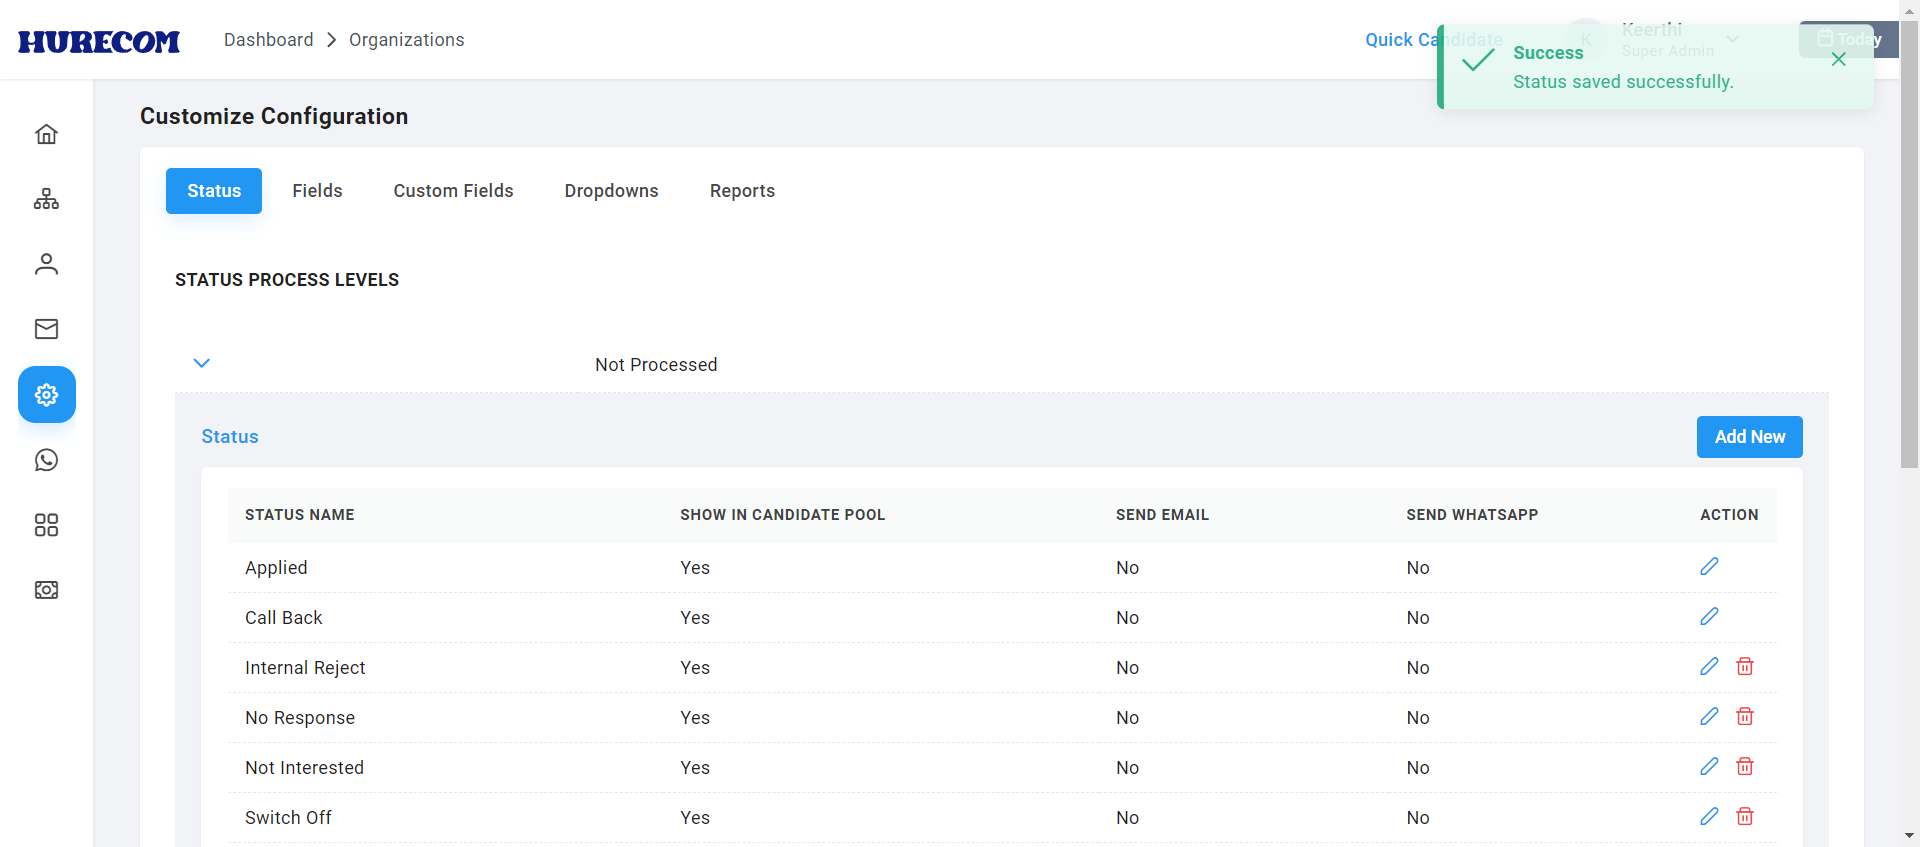 HURECOM
Dashboard > Organizations
Quick Candidate
K
Keerthi
Super Admin
Today
Success
Status saved successfully.
Customize Configuration
Status Fields Custom Fields Dropdowns Reports
STATUS PROCESS LEVELS
Not Processed
Status
Add New
STATUS NAME SHOW IN CANDIDATE POOL SEND EMAIL SEND WHATSAPP ACTION
Applied Yes No No
Call Back Yes No No
Internal Reject Yes No No
No Response Yes No No
Not Interested Yes No No
Switch Off Yes No No